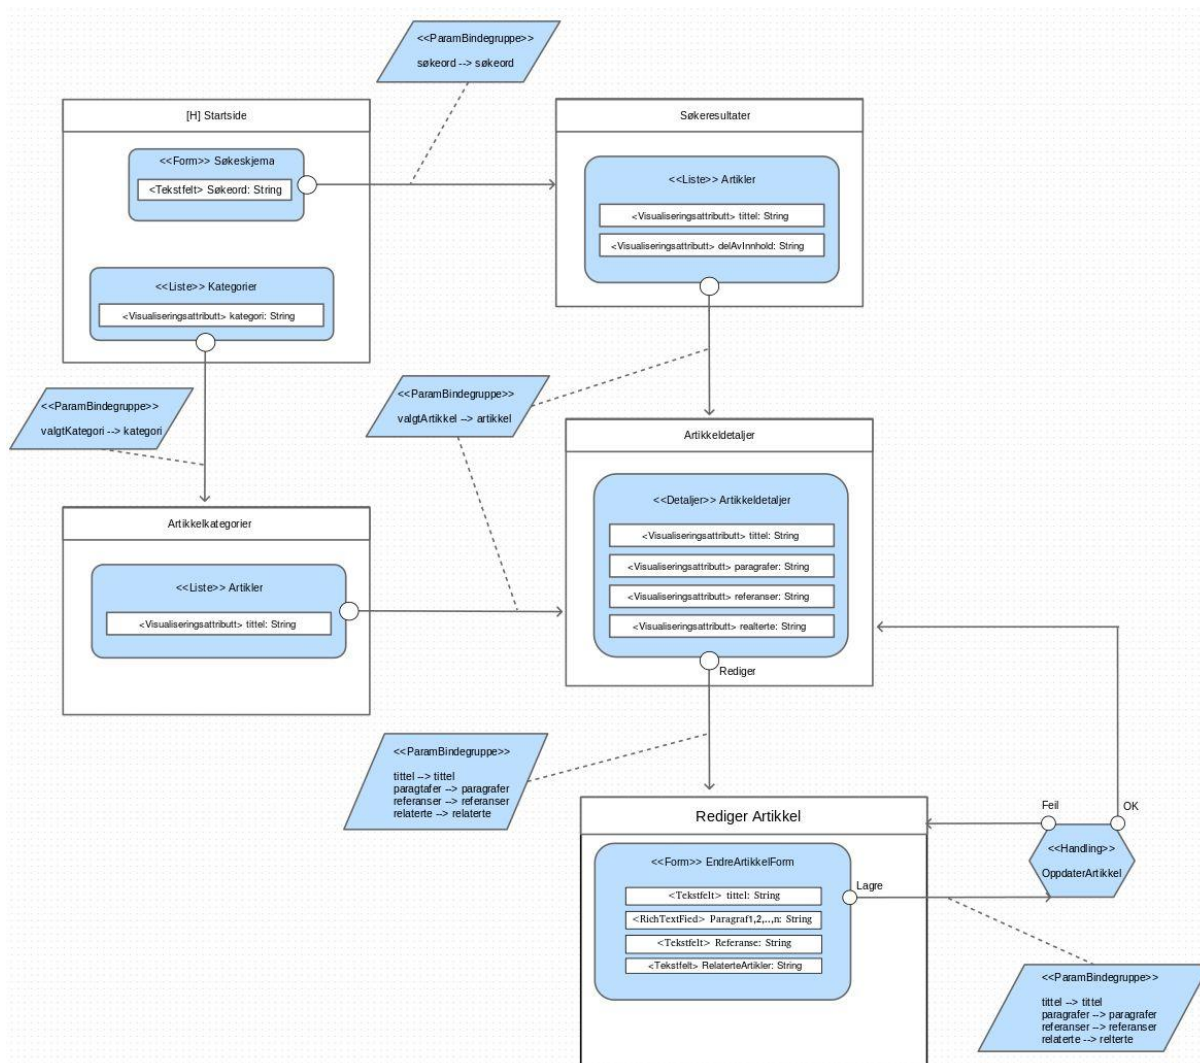 <<ParamBindegruppe>>
søkeord --> søkeord
[H] Startside
<<Form>> Søkeskjema
<Tekstfelt> Søkeord: String
<<Liste>> Kategorier
<Visualiseringsattributt> kategori: String
Søkeresultater
<<Liste>> Artikler
<Visualiseringsattributt> tittel: String
<Visualiseringsattributt> delAvInnhold: String
<<ParamBindegruppe>>
valgtKategori --> kategori
<<ParamBindegruppe>>
valgtArtikkel --> artikkel
Artikkelkategorier
<<Liste>> Artikler
<Visualiseringsattributt> tittel: String
Artikkeldetaljer
<<Detaljer>> Artikkeldetaljer
<Visualiseringsattributt> tittel: String
<Visualiseringsattributt> paragrafer: String
<Visualiseringsattributt> referanser: String
<Visualiseringsattributt> realterte: String
Rediger
<<ParamBindegruppe>>
tittel --> tittel
paragtafer --> paragrafer
referanser --> referanser
relaterte --> relaterte
Rediger Artikkel
<<Form>> EndreArtikkelForm
<Tekstfelt> tittel: String
<RichTextFied> Paragraf1,2,..,n: String
<Tekstfelt> Referanse: String
<Tekstfelt> RelaterteArtikler: String
Lagre
Feil
OK
<<Handling>>
OppdaterArtikkel
<<ParamBindegruppe>>
tittel --> tittel
paragrafer --> paragrafer
referanser --> referanser
relaterte --> relterte